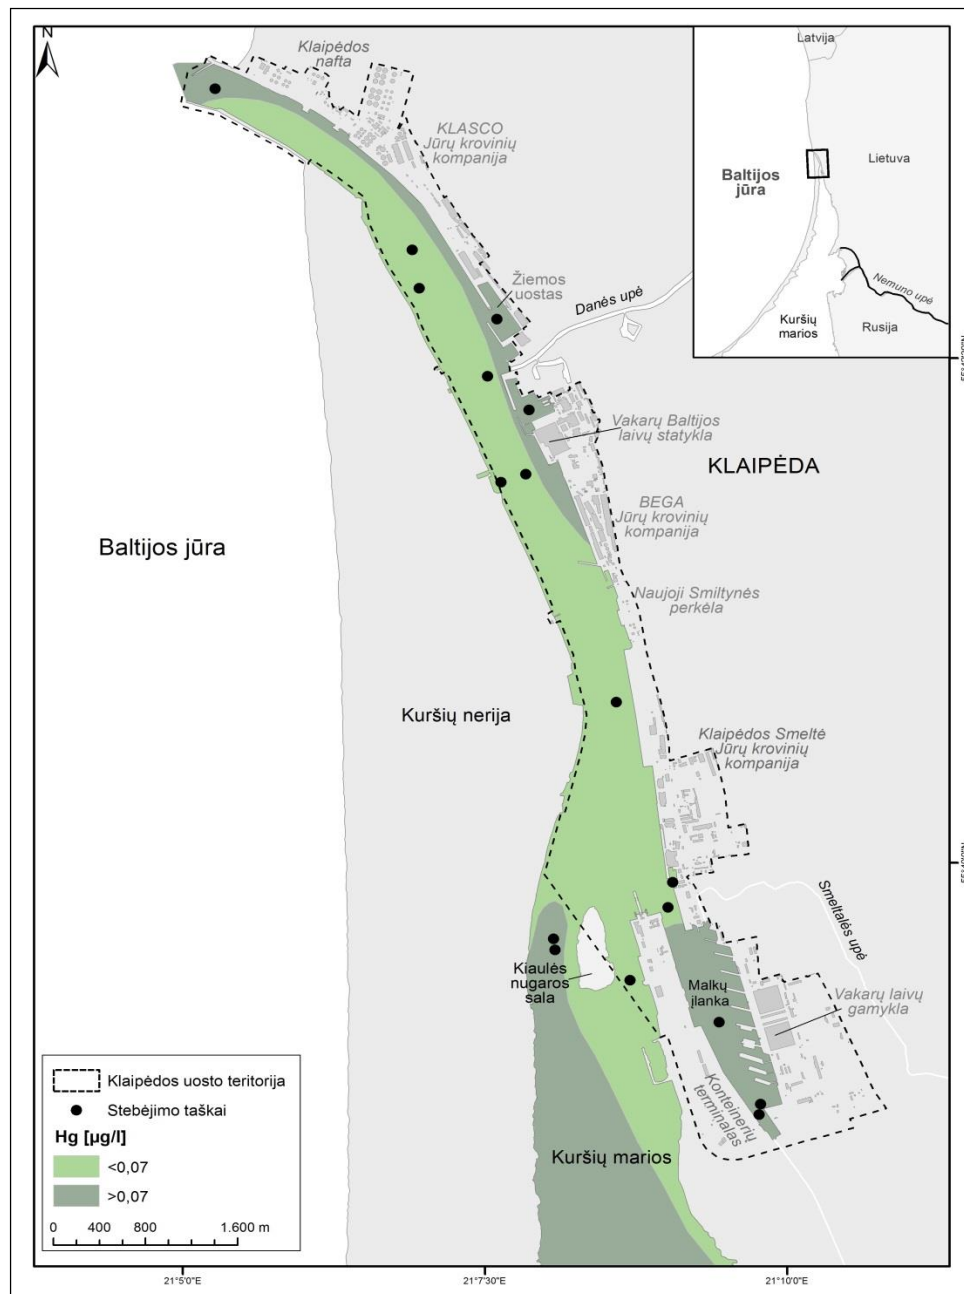 N
Klaipėdos
nafta
KLASCO
Jūrų krovinių
kompanija
Žiemos
uostas
Danės upė
Latvija
Lietuva
Baltijos
jūra
Nemuno upė
Kuršių
marios
Rusija
Vakarų Baltijos
laivų statykla
KLAIPĖDA
BEGA
Jūrų krovinių
kompanija
Baltijos jūra
Naujoji Smiltynės
perkėla
Kuršių nerija
Klaipėdos Smeltė
Jūrų krovinių
kompanija
Smeltalės upė
Kiaulės
nugaros
sala
Malkų
įlanka
Vakarų laivų
gamykla
Konteinerių
terminalas
Kuršių marios
Klaipėdos uosto teritorija
Stebėjimo taškai
Hg [µg/l]
<0,07
>0,07
0 400 800 1.600 m
21°5'0"E 21°7'30"E 21°10'0"E